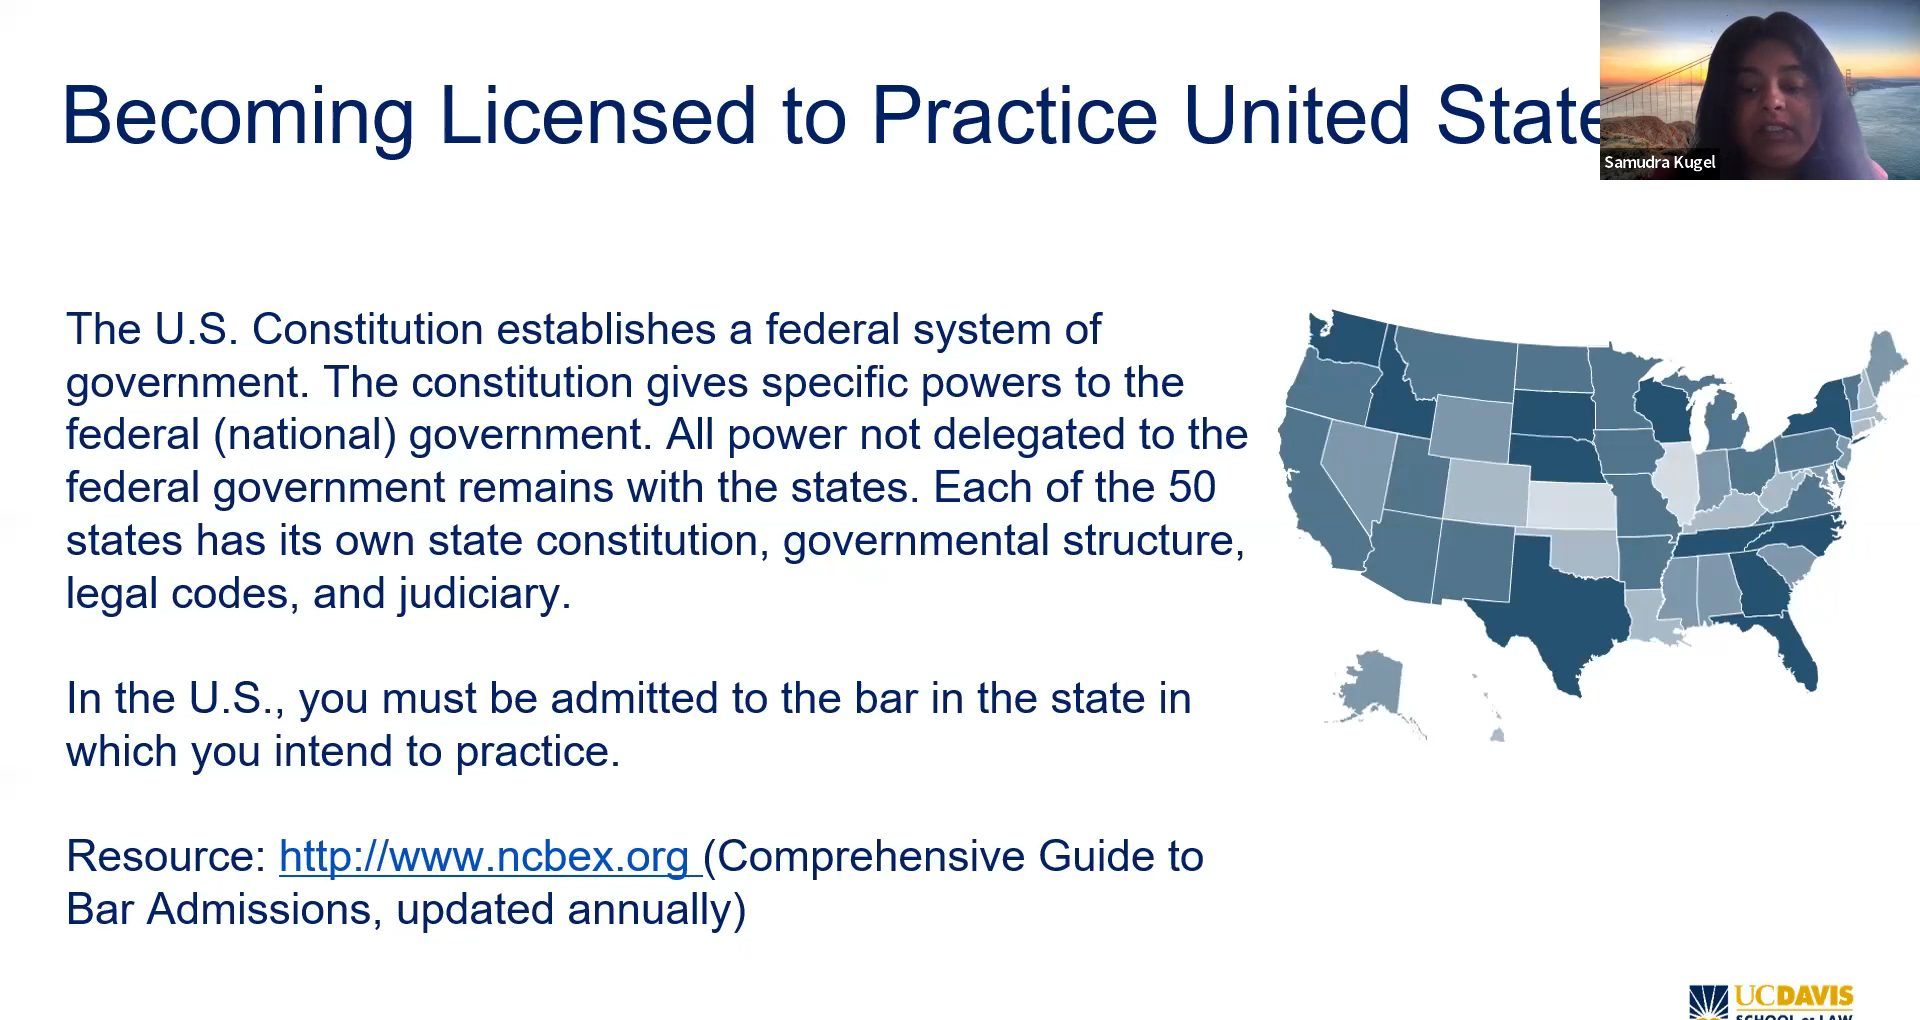 Becoming Licensed to Practice United State
Samudra Kugel
The U.S. Constitution establishes a federal system of
government. The constitution gives specific powers to the
federal (national) government. All power not delegated to the
federal government remains with the states. Each of the 50
states has its own state constitution, governmental structure,
legal codes, and judiciary.
In the U.S., you must be admitted to the bar in the state in
which you intend to practice.
Resource: http://www.ncbex.org (Comprehensive Guide to
Bar Admissions, updated annually)
UCDAVIS
SCHOOL OF LAW